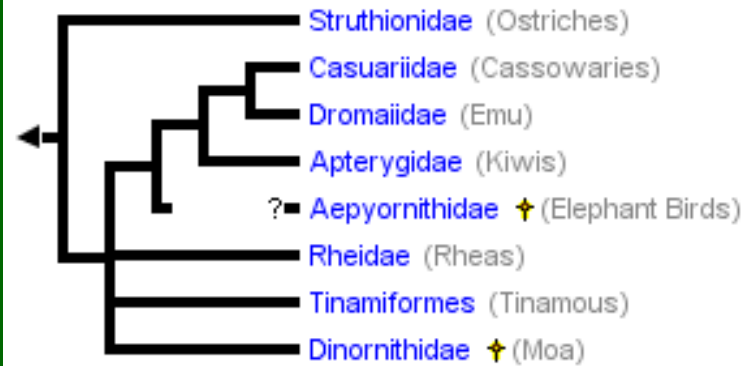 Struthionidae (Ostriches)
Casuariidae (Cassowaries)
Dromaiidae (Emu)
Apterygidae (Kiwis)
? Aepyornithidae (Elephant Birds)
Rheidae (Rheas)
Tinamiformes (Tinamous)
Dinornithidae (Moa)